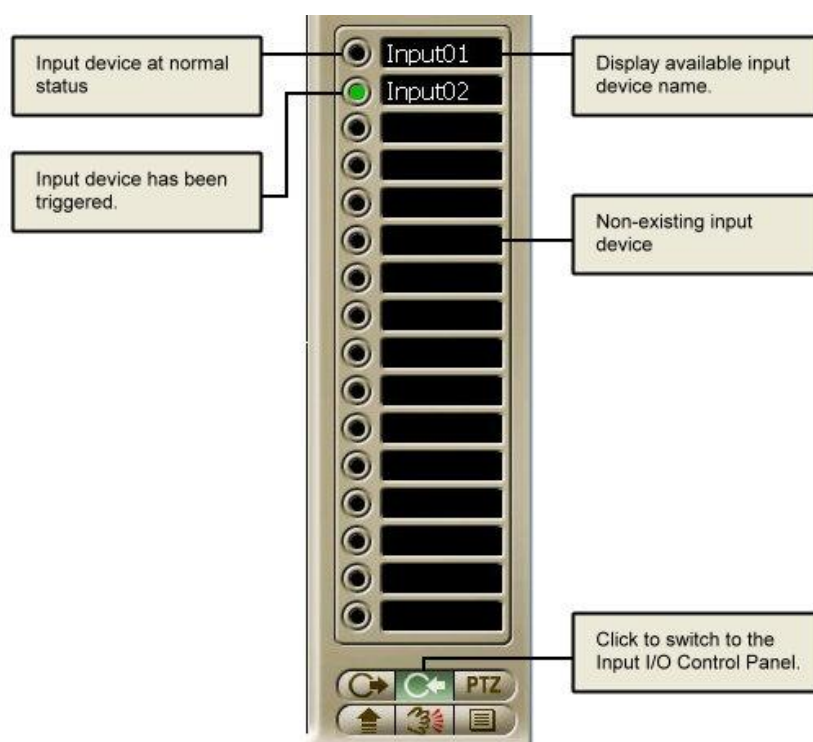 Input device at normal
status
Input01
Display available input
device name.
Input02
Input device has been
triggered.
Non-existing input
device
Click to switch to the
Input I/O Control Panel.
PTZ